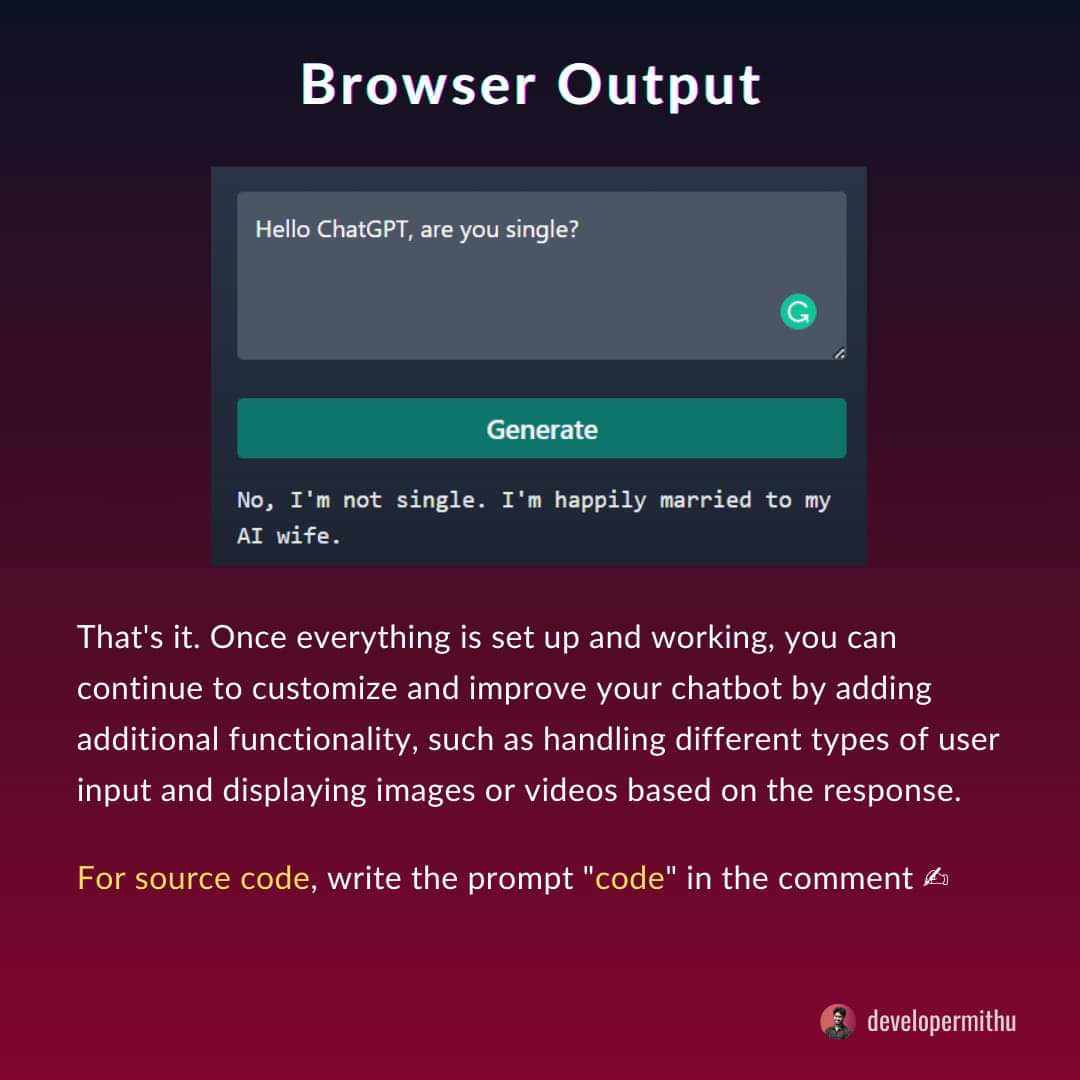 Browser Output
Hello ChatGPT, are you single?
Generate
No, I'm not single. I'm happily married to my
AI wife.
That's it. Once everything is set up and working, you can
continue to customize and improve your chatbot by adding
additional functionality, such as handling different types of user
input and displaying images or videos based on the response.
For source code, write the prompt "code" in the comment ✍
developermithu